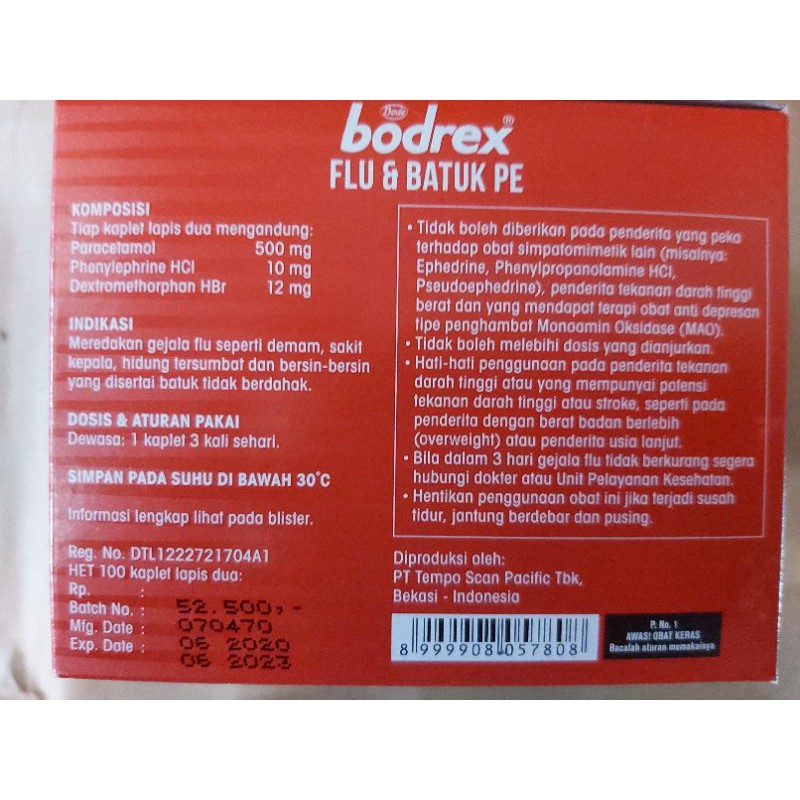 Bode
bodrex®
FLU & BATUK PE
KOMPOSISI
Tiap kaplet lapis dua mengandung:
Paracetamol 500 mg
Phenylephrine HCl 10 mg
Dextromethorphan HBr 12 mg
INDIKASI
Meredakan gejala flu seperti demam, sakit
kepala, hidung tersumbat dan bersin-bersin
yang disertai batuk tidak berdahak.
DOSIS & ATURAN PAKAI
Dewasa: 1 kaplet 3 kali sehari.
SIMPAN PADA SUHU DI BAWAH 30°C
Informasi lengkap lihat pada blister.
Reg. No. DTL1222721704A1
HET 100 kaplet lapis dua:
Rp. :
Batch No. : 52.500,-
Mfg. Date : 070470
Exp. Date : 06 2020
06 2023
• Tidak boleh diberikan pada penderita yang peka
terhadap obat simpatomimetik lain (misalnya:
Ephedrine, Phenylpropanolamine HCl,
Pseudoephedrine), penderita tekanan darah tinggi
berat dan yang mendapat terapi obat anti depresan
tipe penghambat Monoamin Oksidase (MAO).
• Tidak boleh melebihi dosis yang dianjurkan.
• Hati-hati penggunaan pada penderita tekanan
darah tinggi atau yang mempunyai potensi
tekanan darah tinggi atau stroke, seperti pada
penderita dengan berat badan berlebih
(overweight) atau penderita usia lanjut.
• Bila dalam 3 hari gejala flu tidak berkurang segera
hubungi dokter atau Unit Pelayanan Kesehatan.
• Hentikan penggunaan obat ini jika terjadi susah
tidur, jantung berdebar dan pusing.
Diproduksi oleh:
PT Tempo Scan Pacific Tbk,
Bekasi - Indonesia
8 999908 057808
P. No. 1
AWAS! OBAT KERAS
Bacalah aturan memakainya